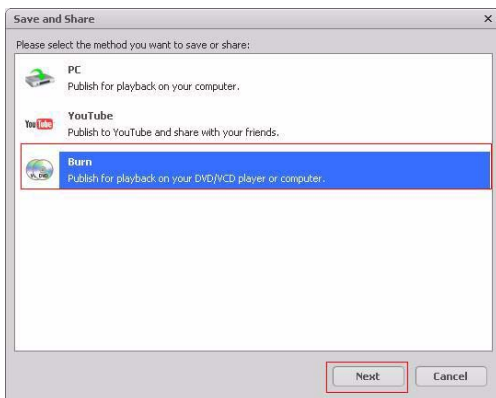 Save and Share
Please select the method you want to save or share:
PC
Publish for playback on your computer.
You Tube
YouTube
Publish to YouTube and share with your friends.
Burn
Publish for playback on your DVD/VCD player or computer.
Next
Cancel